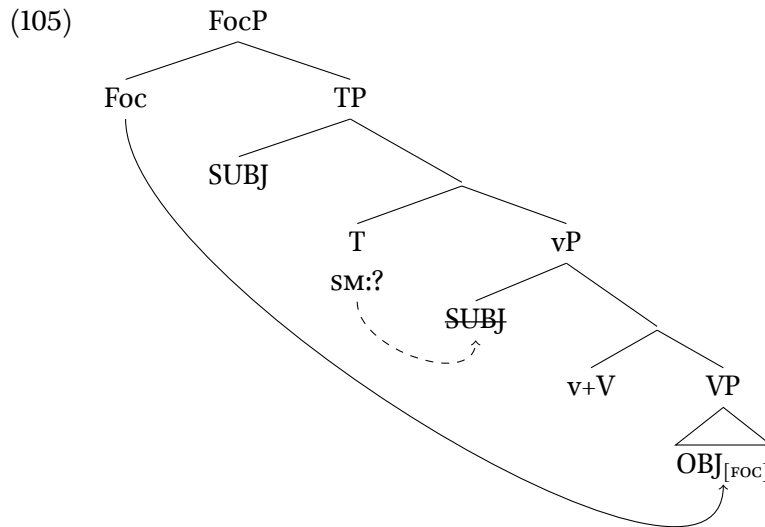 (105) FocP
Foc TP
SUBJ
T vP
SM:?
SUBJ
v+V VP
OBJ[FOC]